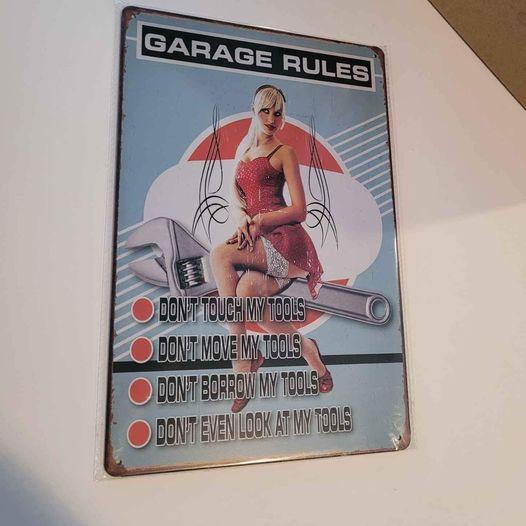 GARAGE RULES
DON'T TOUCH MY TOOLS
DON'T MOVE MY TOOLS
DON'T BORROW MY TOOLS
DON'T EVEN LOOK AT MY TOOLS